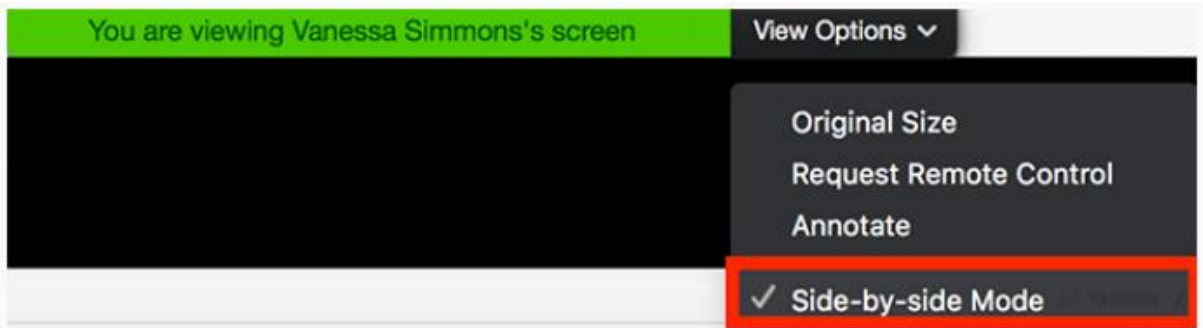 You are viewing Vanessa Simmons's screen
View Options
Original Size
Request Remote Control
Annotate
✓ Side-by-side Mode